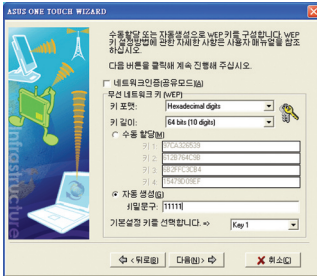 ASUS ONE TOUCH WIZARD
수동할당 또는 자동생성으로 WEP 키를 구성합니다. WEP
키 설정방법에 관한 자세한 사항은 사용자 매뉴얼을 참조
하십시오.
다음 버튼을 클릭해 계속 진행해 주십시오.
네트워크인증(공유모드)(A)
무선 네트워크 키 (WEP)
키 포맷: Hexadecimal digits
키 길이: 64 bits (10 digits)
수동 할당(M)
키 1: 97CA326539
키 2: 612B764C9B
키 3: 6B2FFC3C84
키 4: 15479D09EF
자동 생성(G)
비밀문구: 11111
기본설정 키를 선택합니다. => Key 1
< 뒤로(B) 다음(N) > 취소(C)
Infrastructure